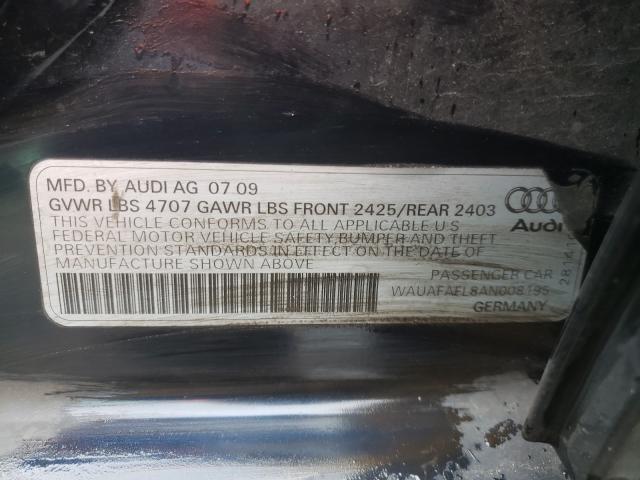 MFD. BY AUDI AG 07 09
GVWR LBS 4707 GAWR LBS FRONT 2425/REAR 2403
THIS VEHICLE CONFORMS TO ALL APPLICABLE U S
FEDERAL MOTOR VEHICLE SAFETY,BUMPER AND THEFT
PREVENTION STANDARDS IN EFFECT ON THE DATE OF
MANUFACTURE SHOWN ABOVE
PASSENGER CAR
WAUAFAFL8AN008195
GERMANY
Audi